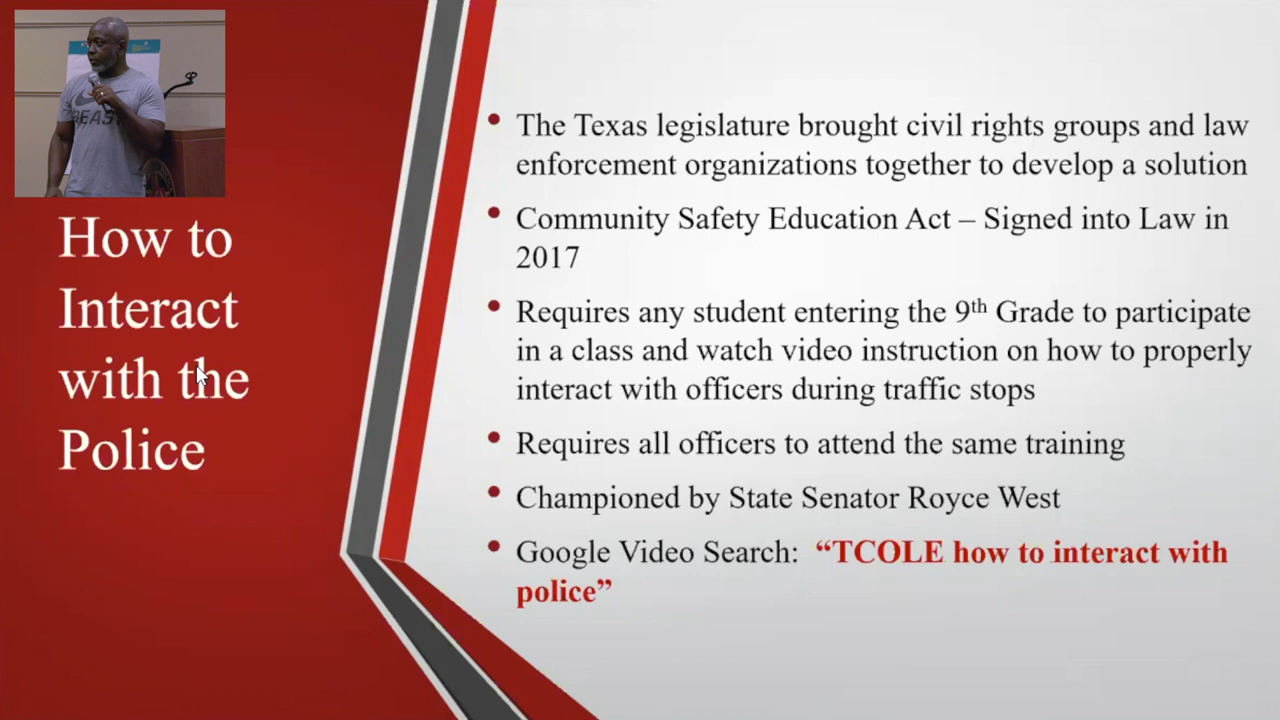 How to
Interact
with the
Police
The Texas legislature brought civil rights groups and law
enforcement organizations together to develop a solution
Community Safety Education Act – Signed into Law in
2017
Requires any student entering the 9th Grade to participate
in a class and watch video instruction on how to properly
interact with officers during traffic stops
Requires all officers to attend the same training
Championed by State Senator Royce West
Google Video Search: “TCOLE how to interact with
police”